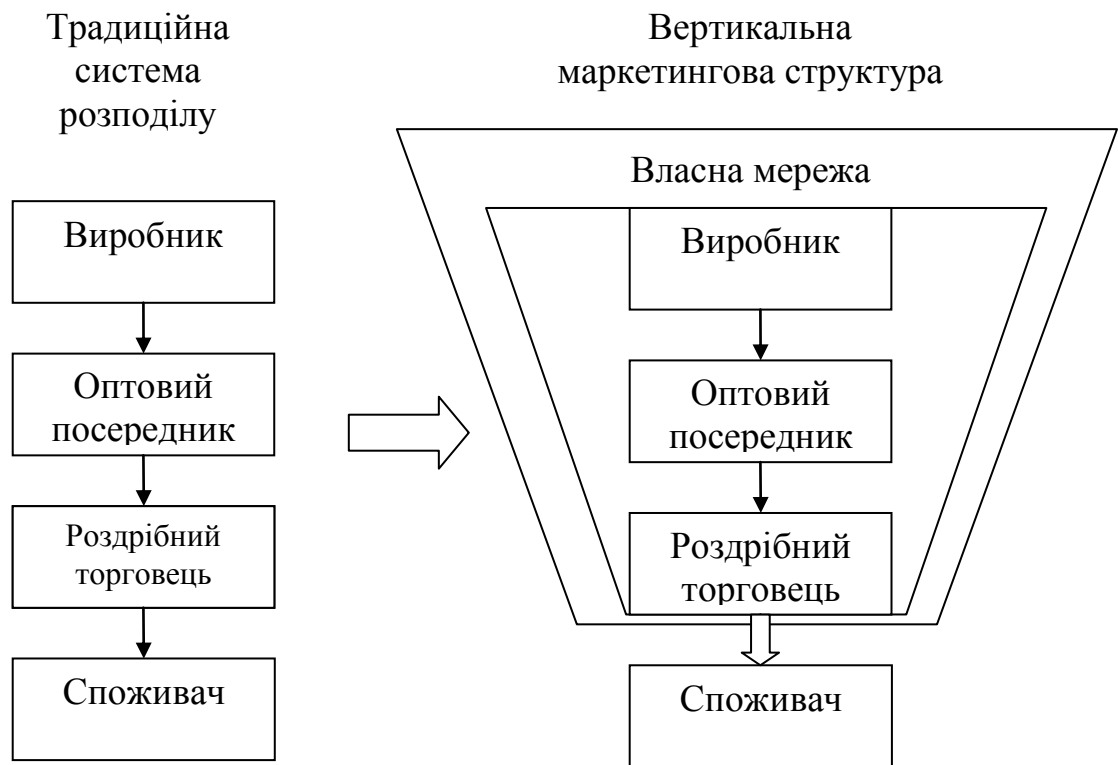 Традиційна
система
розподілу
Вертикальна
маркетингова структура
Власна мережа
Виробник
Оптовий
посередник
Роздрібний
торговець
Споживач
Виробник
Оптовий
посередник
Роздрібний
торговець
Споживач